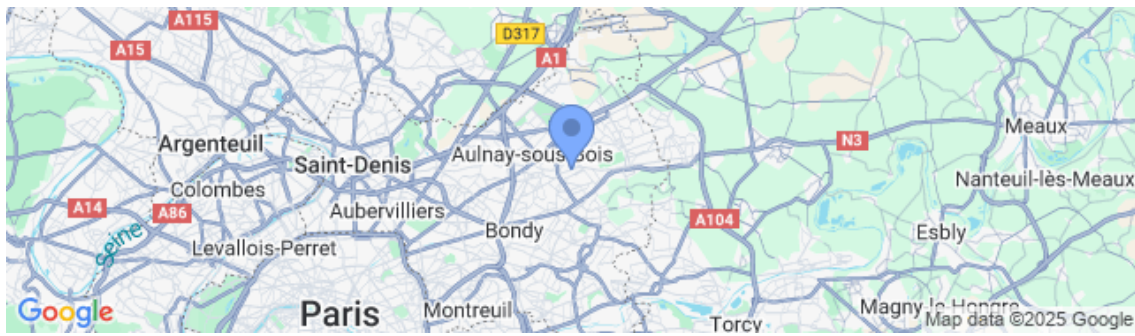 A115
D317
A15
A1
Argenteuil
Saint-Denis
Aulnay-sous-Bois
N3
Meaux
Colombes
Nanteuil-lès-Meaux
A14
A86
Aubervilliers
Seine
Levallois-Perret
Bondy
A104
Esbly
Google
Paris
Montreuil
Torcy
Magny-le-Hongre
Map data ©2025 Google